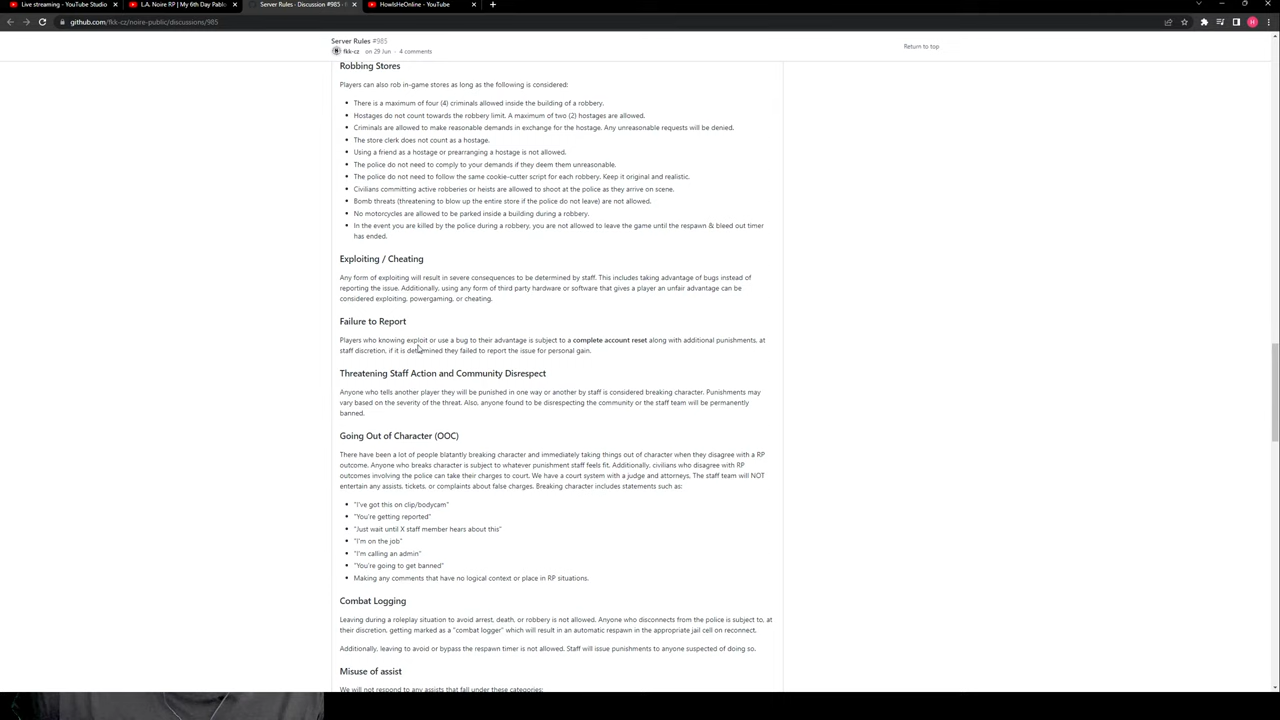 Live streaming - YouTube Studio
L.A. Noire RP | My 6th Day Pablo
Server Rules · Discussion #985 · f
HowIsHeOnline - YouTube
github.com/fkk-cz/noire-public/discussions/985
Server Rules #985
fkk-cz on 29 Jun · 4 comments
Return to top
Robbing Stores
Players can also rob in-game stores as long as the following is considered:
There is a maximum of four (4) criminals allowed inside the building of a robbery.
Hostages do not count towards the robbery limit. A maximum of two (2) hostages are allowed.
Criminals are allowed to make reasonable demands in exchange for the hostage. Any unreasonable requests will be denied.
The store clerk does not count as a hostage.
Using a friend as a hostage or prearranging a hostage is not allowed.
The police do not need to comply to your demands if they deem them unreasonable.
The police do not need to follow the same cookie-cutter script for each robbery. Keep it original and realistic.
Civilians committing active robberies or heists are allowed to shoot at the police as they arrive on scene.
Bomb threats (threatening to blow up the entire store if the police do not leave) are not allowed.
No motorcycles are allowed to be parked inside a building during a robbery.
In the event you are killed by the police during a robbery, you are not allowed to leave the game until the respawn & bleed out timer
has ended.
Exploiting / Cheating
Any form of exploiting will result in severe consequences to be determined by staff. This includes taking advantage of bugs instead of
reporting the issue. Additionally, using any form of third party hardware or software that gives a player an unfair advantage can be
considered exploiting, powergaming, or cheating.
Failure to Report
Players who knowing exploit or use a bug to their advantage is subject to a complete account reset along with additional punishments, at
staff discretion, if it is determined they failed to report the issue for personal gain.
Threatening Staff Action and Community Disrespect
Anyone who tells another player they will be punished in one way or another by staff is considered breaking character. Punishments may
vary based on the severity of the threat. Also, anyone found to be disrespecting the community or the staff team will be permanently
banned.
Going Out of Character (OOC)
There have been a lot of people blatantly breaking character and immediately taking things out of character when they disagree with a RP
outcome. Anyone who breaks character is subject to whatever punishment staff feels fit. Additionally, civilians who disagree with RP
outcomes involving the police can take their charges to court. We have a court system with a judge and attorneys. The staff team will NOT
entertain any assists, tickets, or complaints about false charges. Breaking character includes statements such as:
"I've got this on clip/bodycam"
"You're getting reported"
"Just wait until X staff member hears about this"
"I'm on the job"
"I'm calling an admin"
"You're going to get banned"
Making any comments that have no logical context or place in RP situations.
Combat Logging
Leaving during a roleplay situation to avoid arrest, death, or robbery is not allowed. Anyone who disconnects from the police is subject to, at
their discretion, getting marked as a "combat logger" which will result in an automatic respawn in the appropriate jail cell on reconnect.
Additionally, leaving to avoid or bypass the respawn timer is not allowed. Staff will issue punishments to anyone suspected of doing so.
Misuse of assist
We will not respond to any assists that fall under these categories: